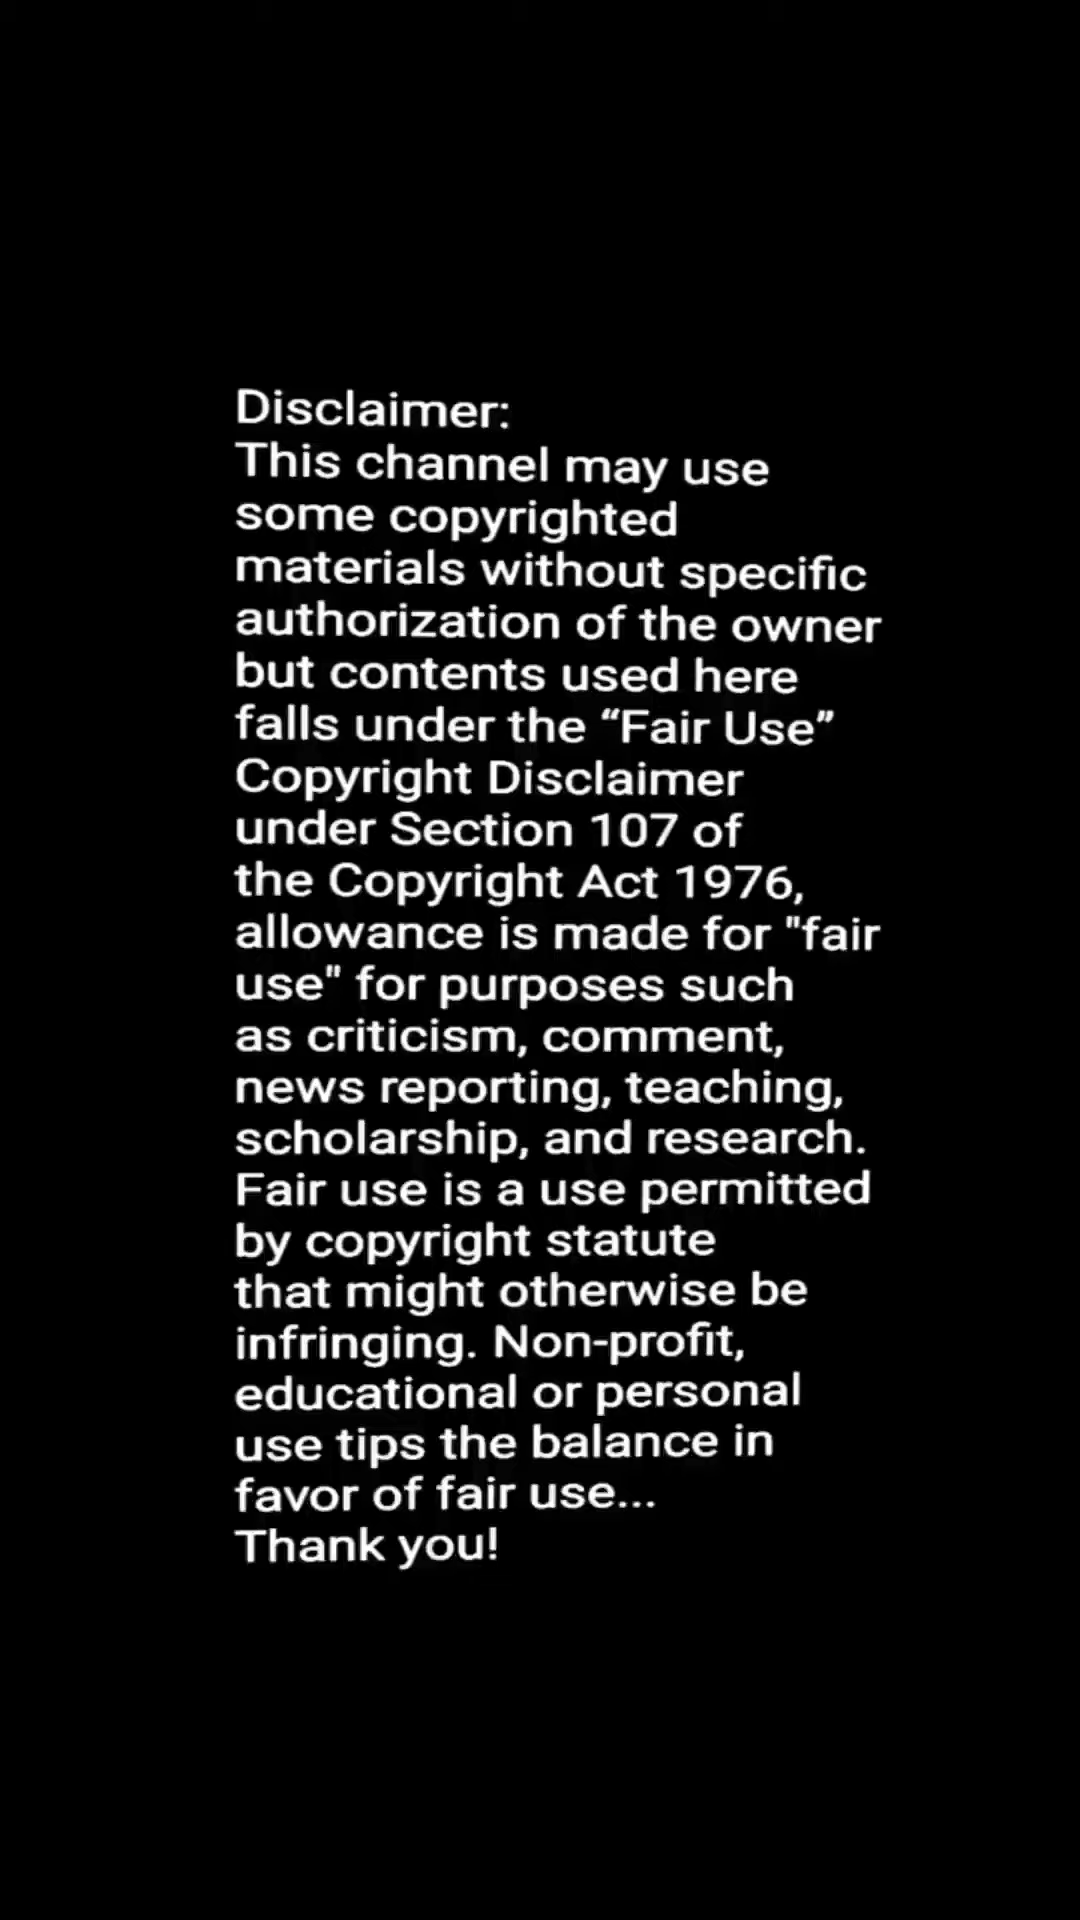 Disclaimer:
This channel may use
some copyrighted
materials without specific
authorization of the owner
but contents used here
falls under the “Fair Use”
Copyright Disclaimer
under Section 107 of
the Copyright Act 1976,
allowance is made for "fair
use" for purposes such
as criticism, comment,
news reporting, teaching,
scholarship, and research.
Fair use is a use permitted
by copyright statute
that might otherwise be
infringing. Non-profit,
educational or personal
use tips the balance in
favor of fair use...
Thank you!